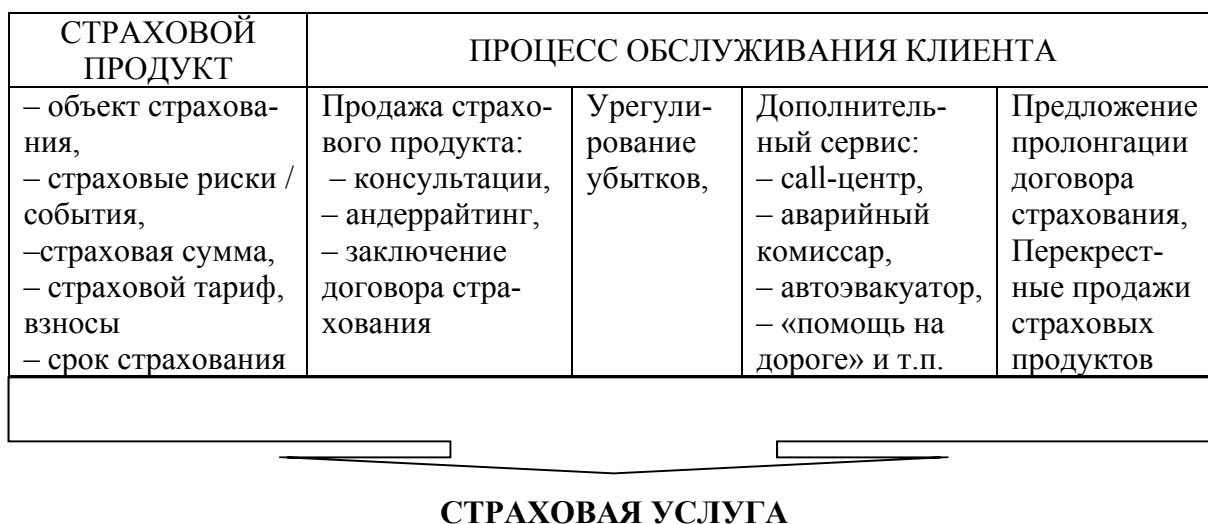 СТРАХОВОЙ
ПРОДУКТ
ПРОЦЕСС ОБСЛУЖИВАНИЯ КЛИЕНТА
– объект страхова-
ния,
– страховые риски /
события,
–страховая сумма,
– страховой тариф,
взносы
– срок страхования
Продажа страхо-
вого продукта:
– консультации,
– андеррайтинг,
– заключение
договора стра-
хования
Урегули-
рование
убытков,
Дополнитель-
ный сервис:
– call-центр,
– аварийный
комиссар,
– автоэвакуатор,
– «помощь на
дороге» и т.п.
Предложение
пролонгации
договора
страхования,
Перекрест-
ные продажи
страховых
продуктов
СТРАХОВАЯ УСЛУГА